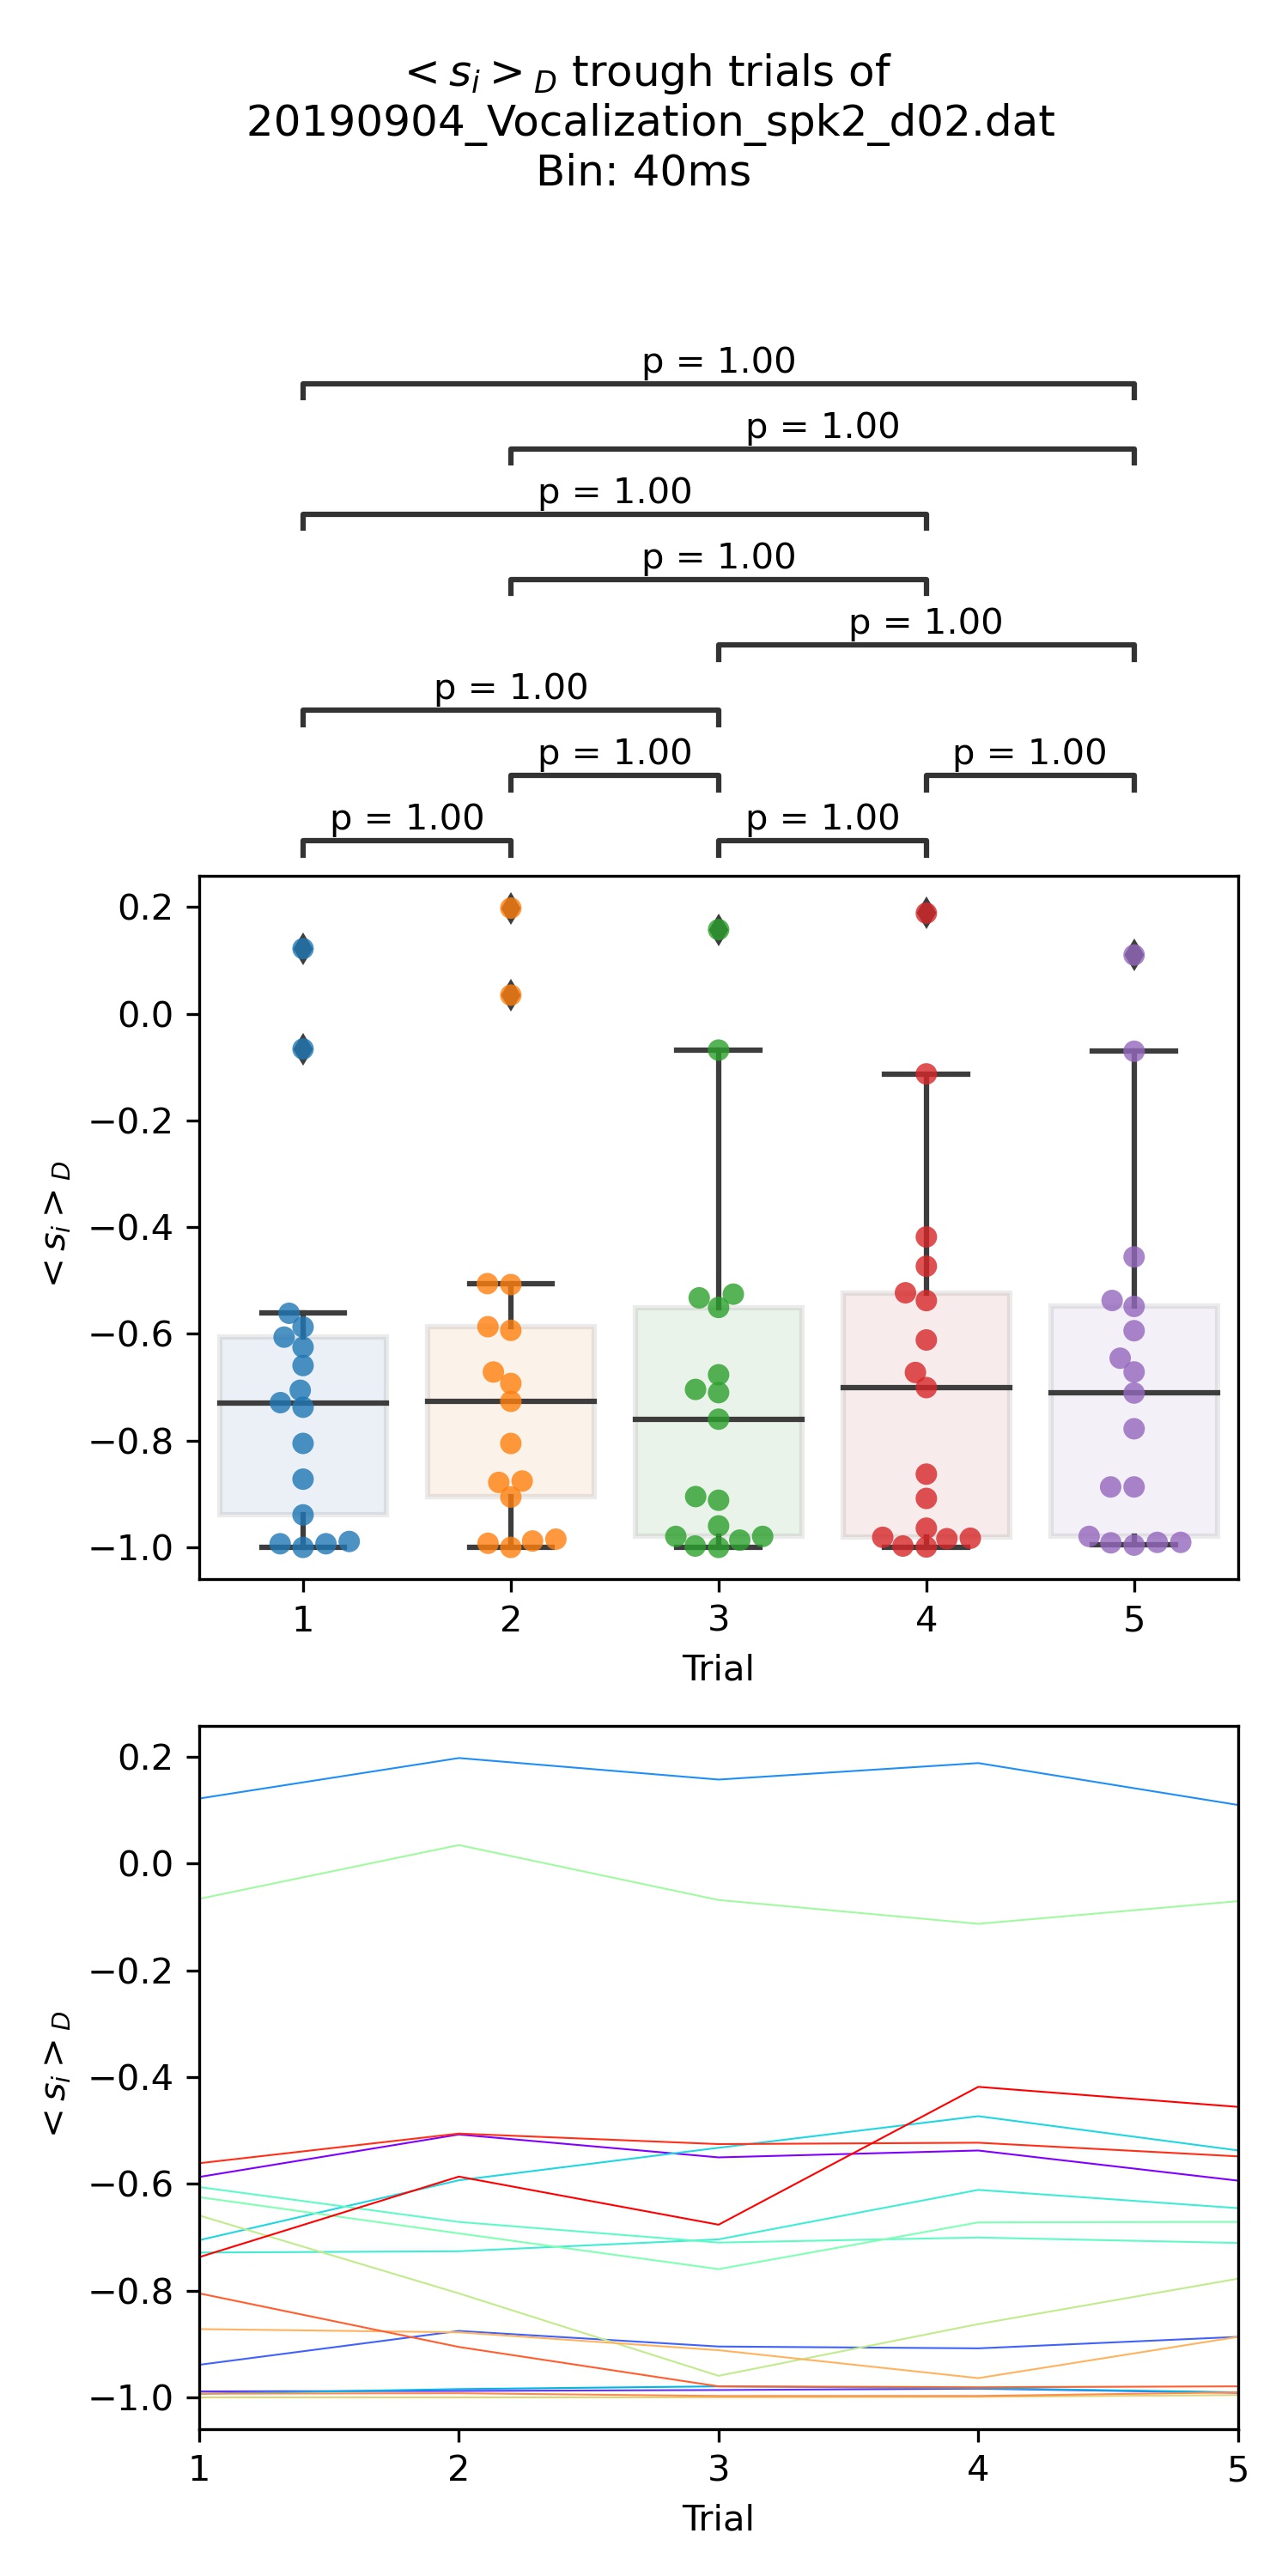 < s_i >_D trough trials of
20190904_Vocalization_spk2_d02.dat
Bin: 40ms
p = 1.00
p = 1.00
p = 1.00
p = 1.00
p = 1.00
p = 1.00
p = 1.00 p = 1.00
p = 1.00 p = 1.00
< s_i >_D
0.2
0.0
−0.2
−0.4
−0.6
−0.8
−1.0
1 2 3 4 5
Trial
< s_i >_D
0.2
0.0
−0.2
−0.4
−0.6
−0.8
−1.0
1 2 3 4 5
Trial